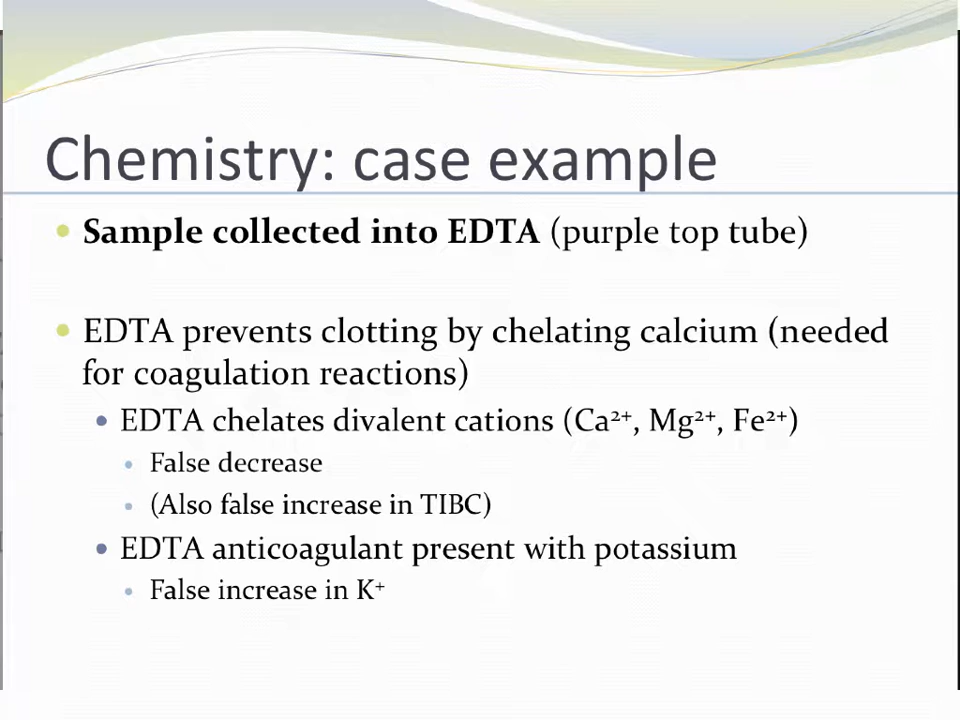 Chemistry: case example
Sample collected into EDTA (purple top tube)
EDTA prevents clotting by chelating calcium (needed
for coagulation reactions)
EDTA chelates divalent cations (Ca²⁺, Mg²⁺, Fe²⁺)
False decrease
(Also false increase in TIBC)
EDTA anticoagulant present with potassium
False increase in K⁺